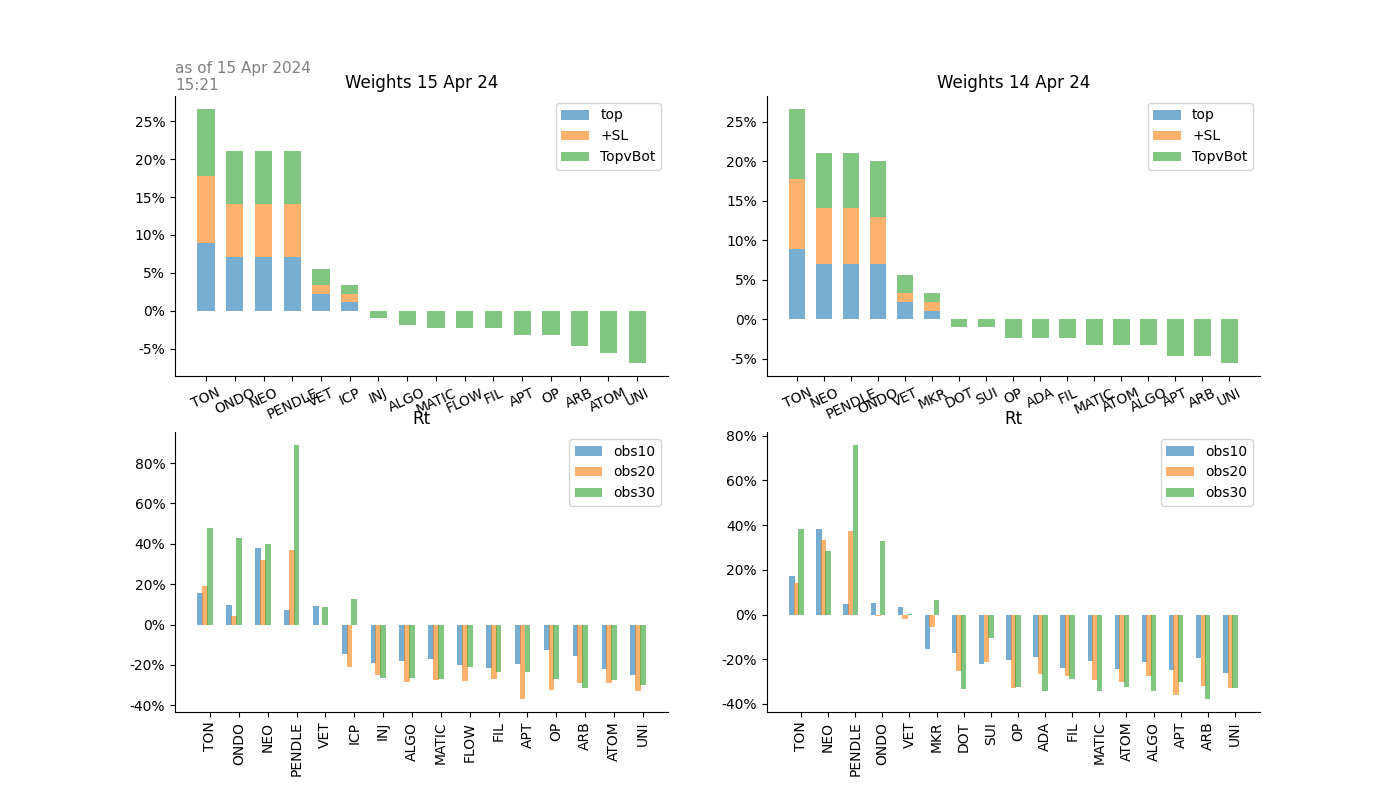 as of 15 Apr 2024
15:21
Weights 15 Apr 24
25%
20%
15%
10%
5%
0%
-5%
top
+SL
TopvBot
TON ONDO NEO PENDLE VET ICP INJ ALGO MATIC FLOW FIL APT OP ARB ATOM UNI
Weights 14 Apr 24
25%
20%
15%
10%
5%
0%
-5%
top
+SL
TopvBot
TON NEO PENDLE ONDO VET MKR DOT SUI OP ADA FIL MATIC ATOM ALGO APT ARB UNI
Rt
80%
60%
40%
20%
0%
-20%
-40%
obs10
obs20
obs30
TON ONDO NEO PENDLE VET ICP INJ ALGO MATIC FLOW FIL APT OP ARB ATOM UNI
Rt
80%
60%
40%
20%
0%
-20%
-40%
obs10
obs20
obs30
TON NEO PENDLE ONDO VET MKR DOT SUI OP ADA FIL MATIC ATOM ALGO APT ARB UNI